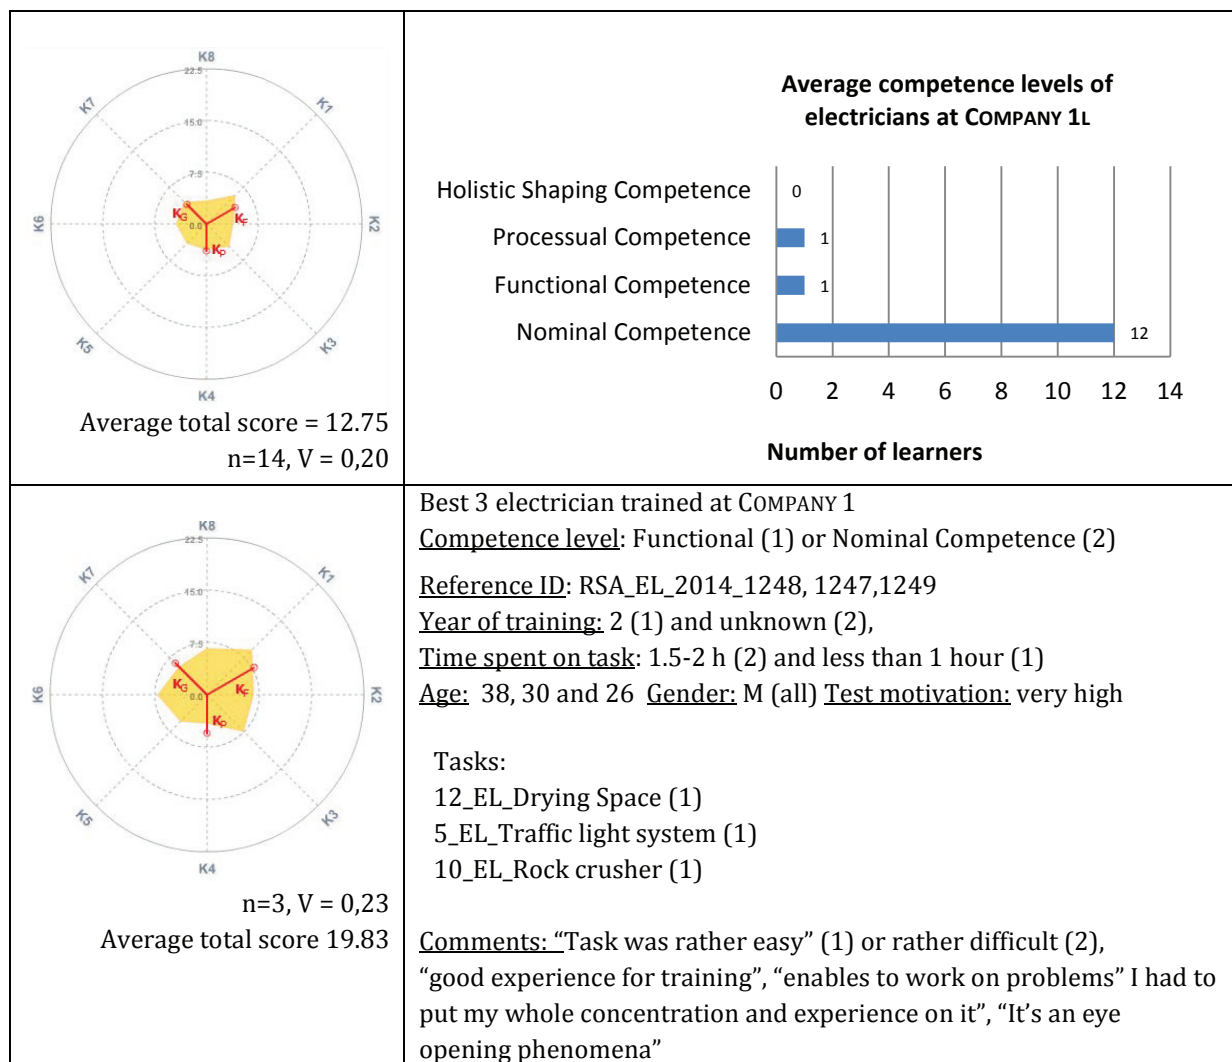 K8
22.5
K7
K1
15.0
7.5
KG
KF
K6
0.0
K2
KP
K5
K3
K4
Average total score = 12.75
n=14, V = 0,20
Average competence levels of
electricians at COMPANY 1L
Holistic Shaping Competence
0
Processual Competence
1
Functional Competence
1
Nominal Competence
12
0 2 4 6 8 10 12 14
Number of learners
K8
22.5
K7
K1
15.0
7.5
KG
KF
K6
0.0
K2
KP
K5
K3
K4
n=3, V = 0,23
Average total score 19.83
Best 3 electrician trained at COMPANY 1
Competence level: Functional (1) or Nominal Competence (2)
Reference ID: RSA_EL_2014_1248, 1247,1249
Year of training: 2 (1) and unknown (2),
Time spent on task: 1.5-2 h (2) and less than 1 hour (1)
Age: 38, 30 and 26 Gender: M (all) Test motivation: very high
Tasks:
12_EL_Drying Space (1)
5_EL_Traffic light system (1)
10_EL_Rock crusher (1)
Comments: “Task was rather easy” (1) or rather difficult (2),
“good experience for training”, “enables to work on problems” I had to
put my whole concentration and experience on it”, “It’s an eye
opening phenomena”